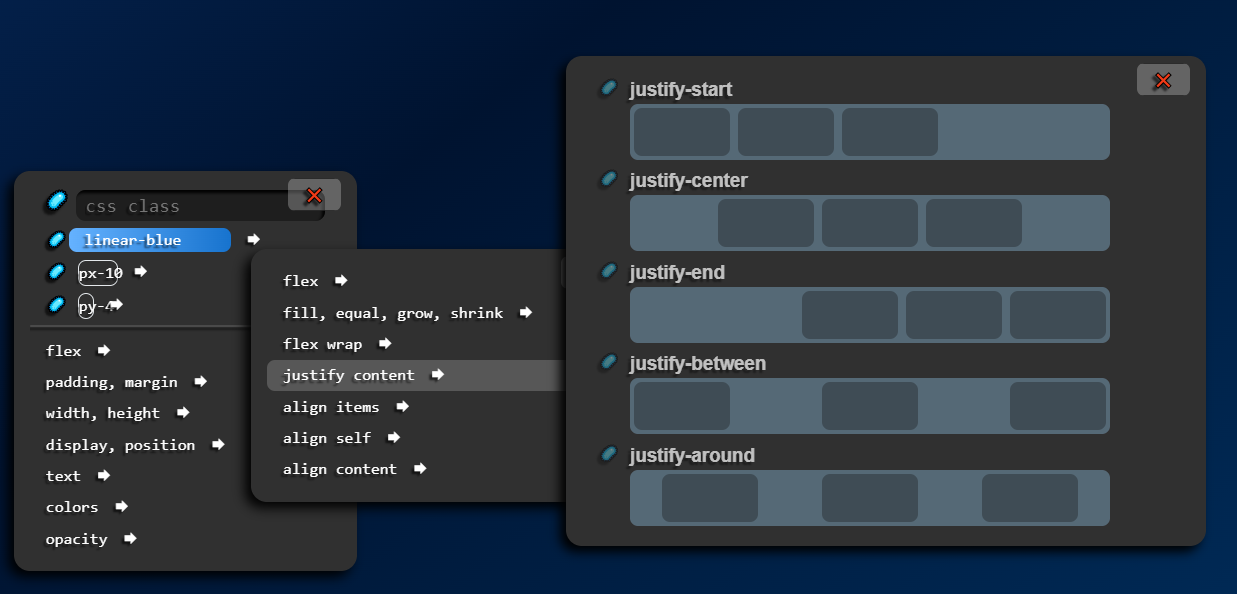 css class
linear-blue
px-10
py-4
flex
padding, margin
width, height
display, position
text
colors
opacity
flex
fill, equal, grow, shrink
flex wrap
justify content
align items
align self
align content
justify-start
justify-center
justify-end
justify-between
justify-around